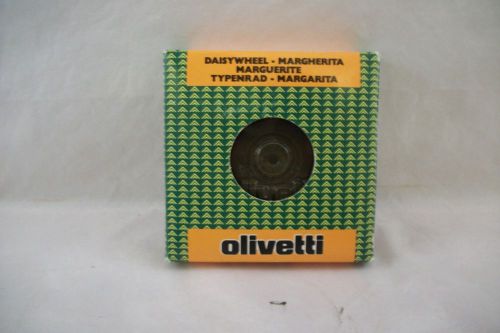 DAISYWHEEL - MARGHERITA
MARGUERITE
TYPENRAD - MARGARITA
olivetti